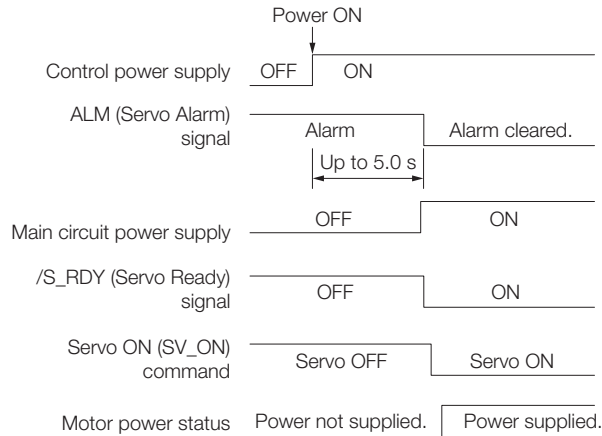 Power ON
Control power supply OFF ON
ALM (Servo Alarm)
signal
Alarm Alarm cleared.
Up to 5.0 s
Main circuit power supply OFF ON
/S_RDY (Servo Ready)
signal
OFF ON
Servo ON (SV_ON)
command
Servo OFF Servo ON
Motor power status Power not supplied. Power supplied.